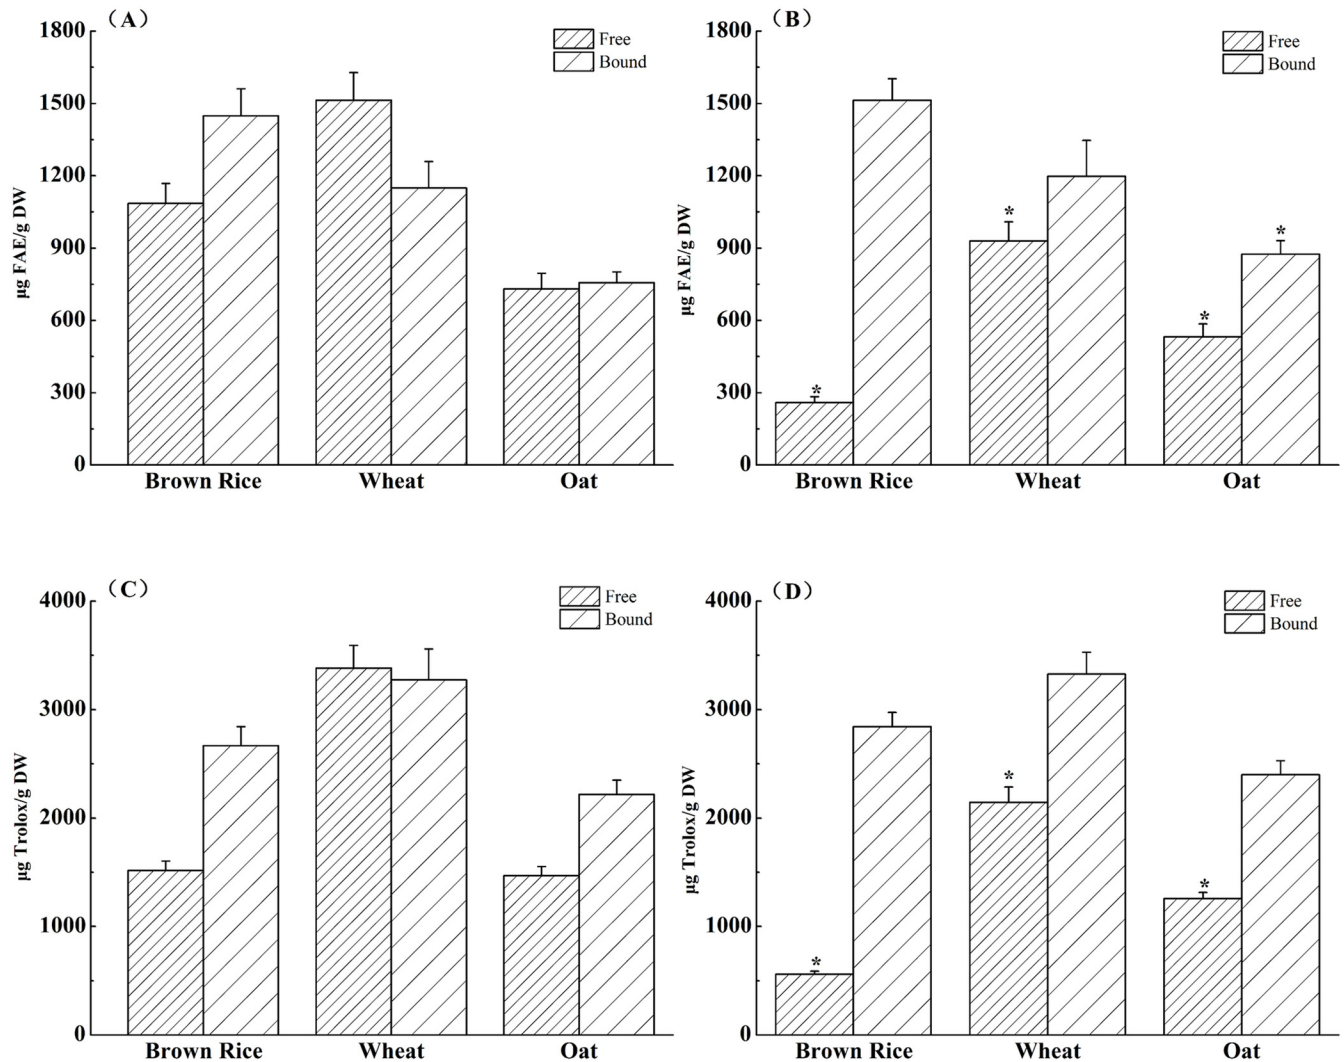 （A）
1800
1500
1200
900
600
300
0
µg FAE/g DW
Free
Bound
Brown Rice Wheat Oat
（B）
1800
1500
1200
900
600
300
0
µg FAE/g DW
Free
Bound
*
*
*
*
Brown Rice Wheat Oat
（C）
4000
3000
2000
1000
0
µg Trolox/g DW
Free
Bound
Brown Rice Wheat Oat
（D）
4000
3000
2000
1000
0
µg Trolox/g DW
Free
Bound
*
*
*
Brown Rice Wheat Oat